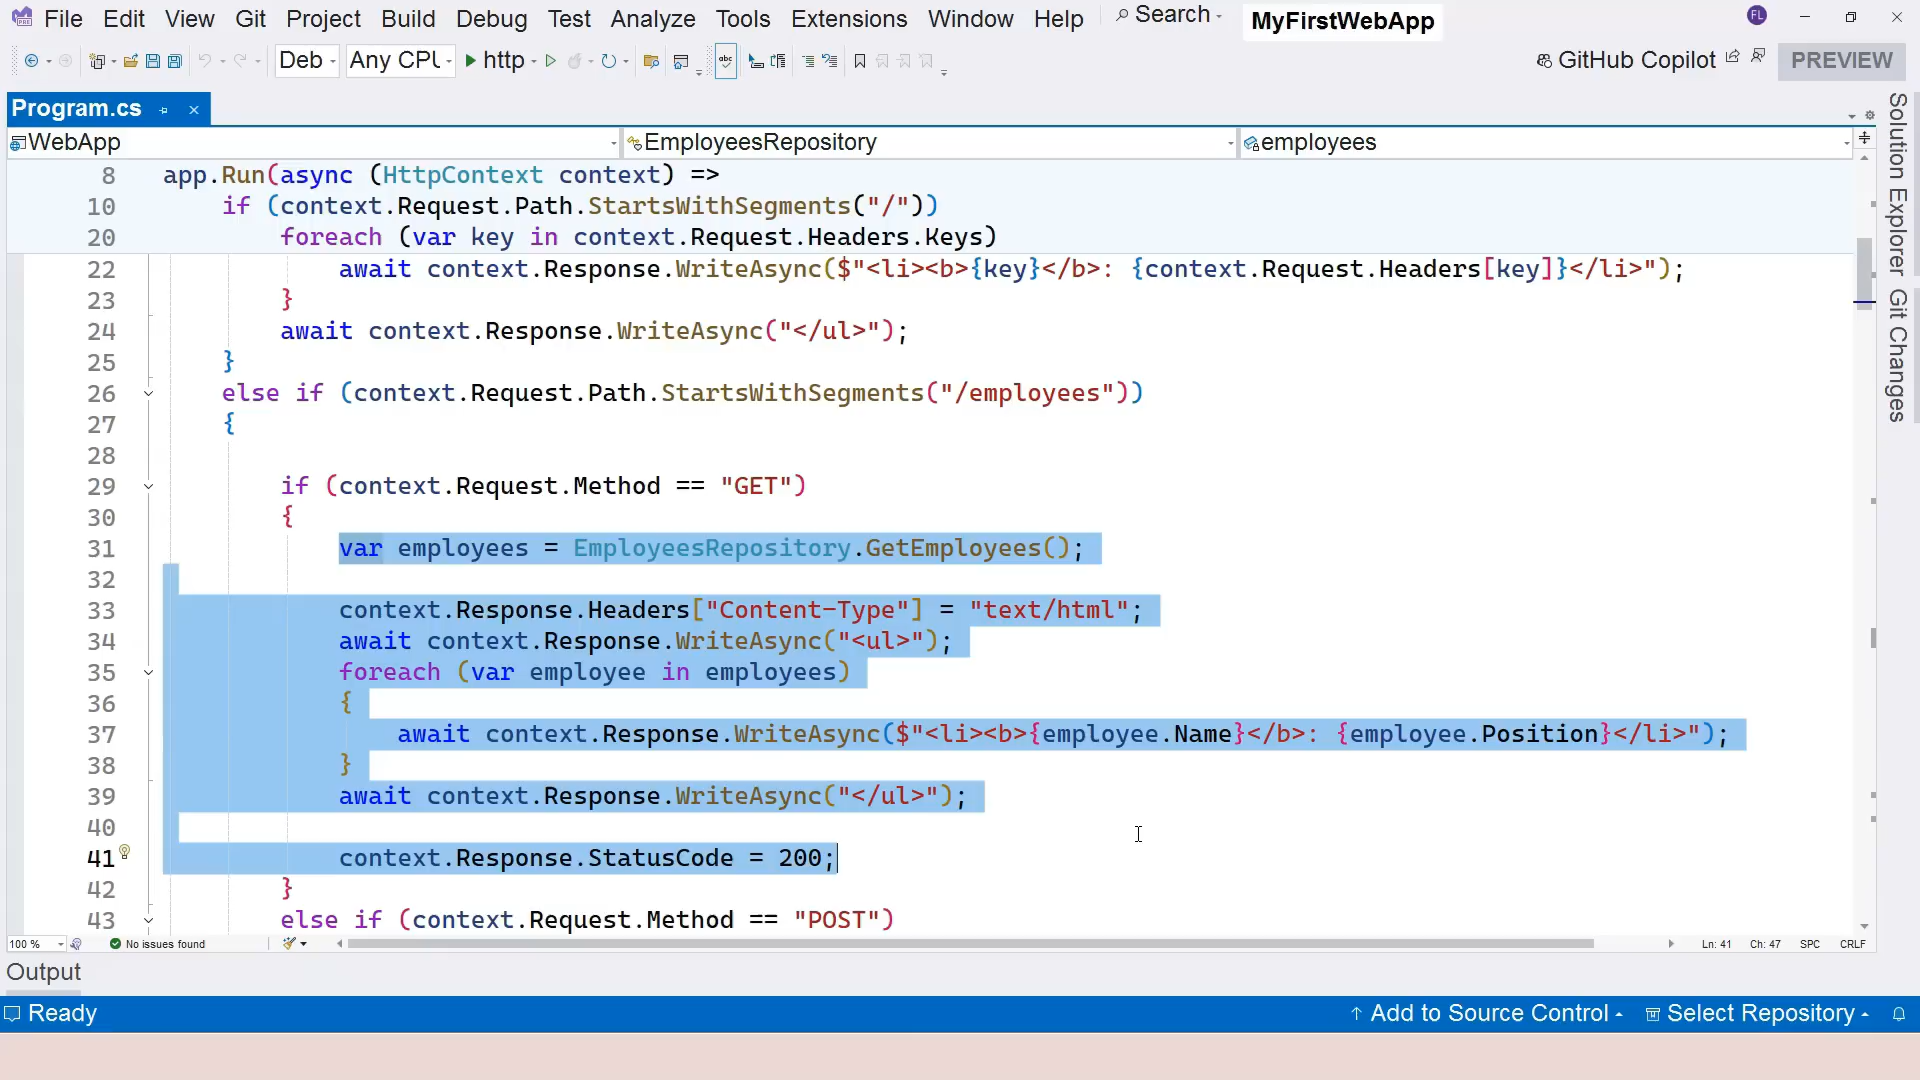 File Edit View Git Project Build Debug Test Analyze Tools Extensions Window Help Search MyFirstWebApp FL
Deb Any CPU http GitHub Copilot PREVIEW
Program.cs
WebApp EmployeesRepository employees
8 app.Run(async (HttpContext context) =>
10 if (context.Request.Path.StartsWithSegments("/"))
20 foreach (var key in context.Request.Headers.Keys)
22 await context.Response.WriteAsync($"<li><b>{key}</b>: {context.Request.Headers[key]}</li>");
23 }
24 await context.Response.WriteAsync("</ul>");
25 }
26 else if (context.Request.Path.StartsWithSegments("/employees"))
27 {
28
29 if (context.Request.Method == "GET")
30 {
31 var employees = EmployeesRepository.GetEmployees();
32
33 context.Response.Headers["Content-Type"] = "text/html";
34 await context.Response.WriteAsync("<ul>");
35 foreach (var employee in employees)
36 {
37 await context.Response.WriteAsync($"<li><b>{employee.Name}</b>: {employee.Position}</li>");
38 }
39 await context.Response.WriteAsync("</ul>");
40
41 context.Response.StatusCode = 200;
42 }
43 else if (context.Request.Method == "POST")
100 % No issues found Ln: 41 Ch: 47 SPC CRLF
Output
Ready Add to Source Control Select Repository
Solution Explorer
Git Changes